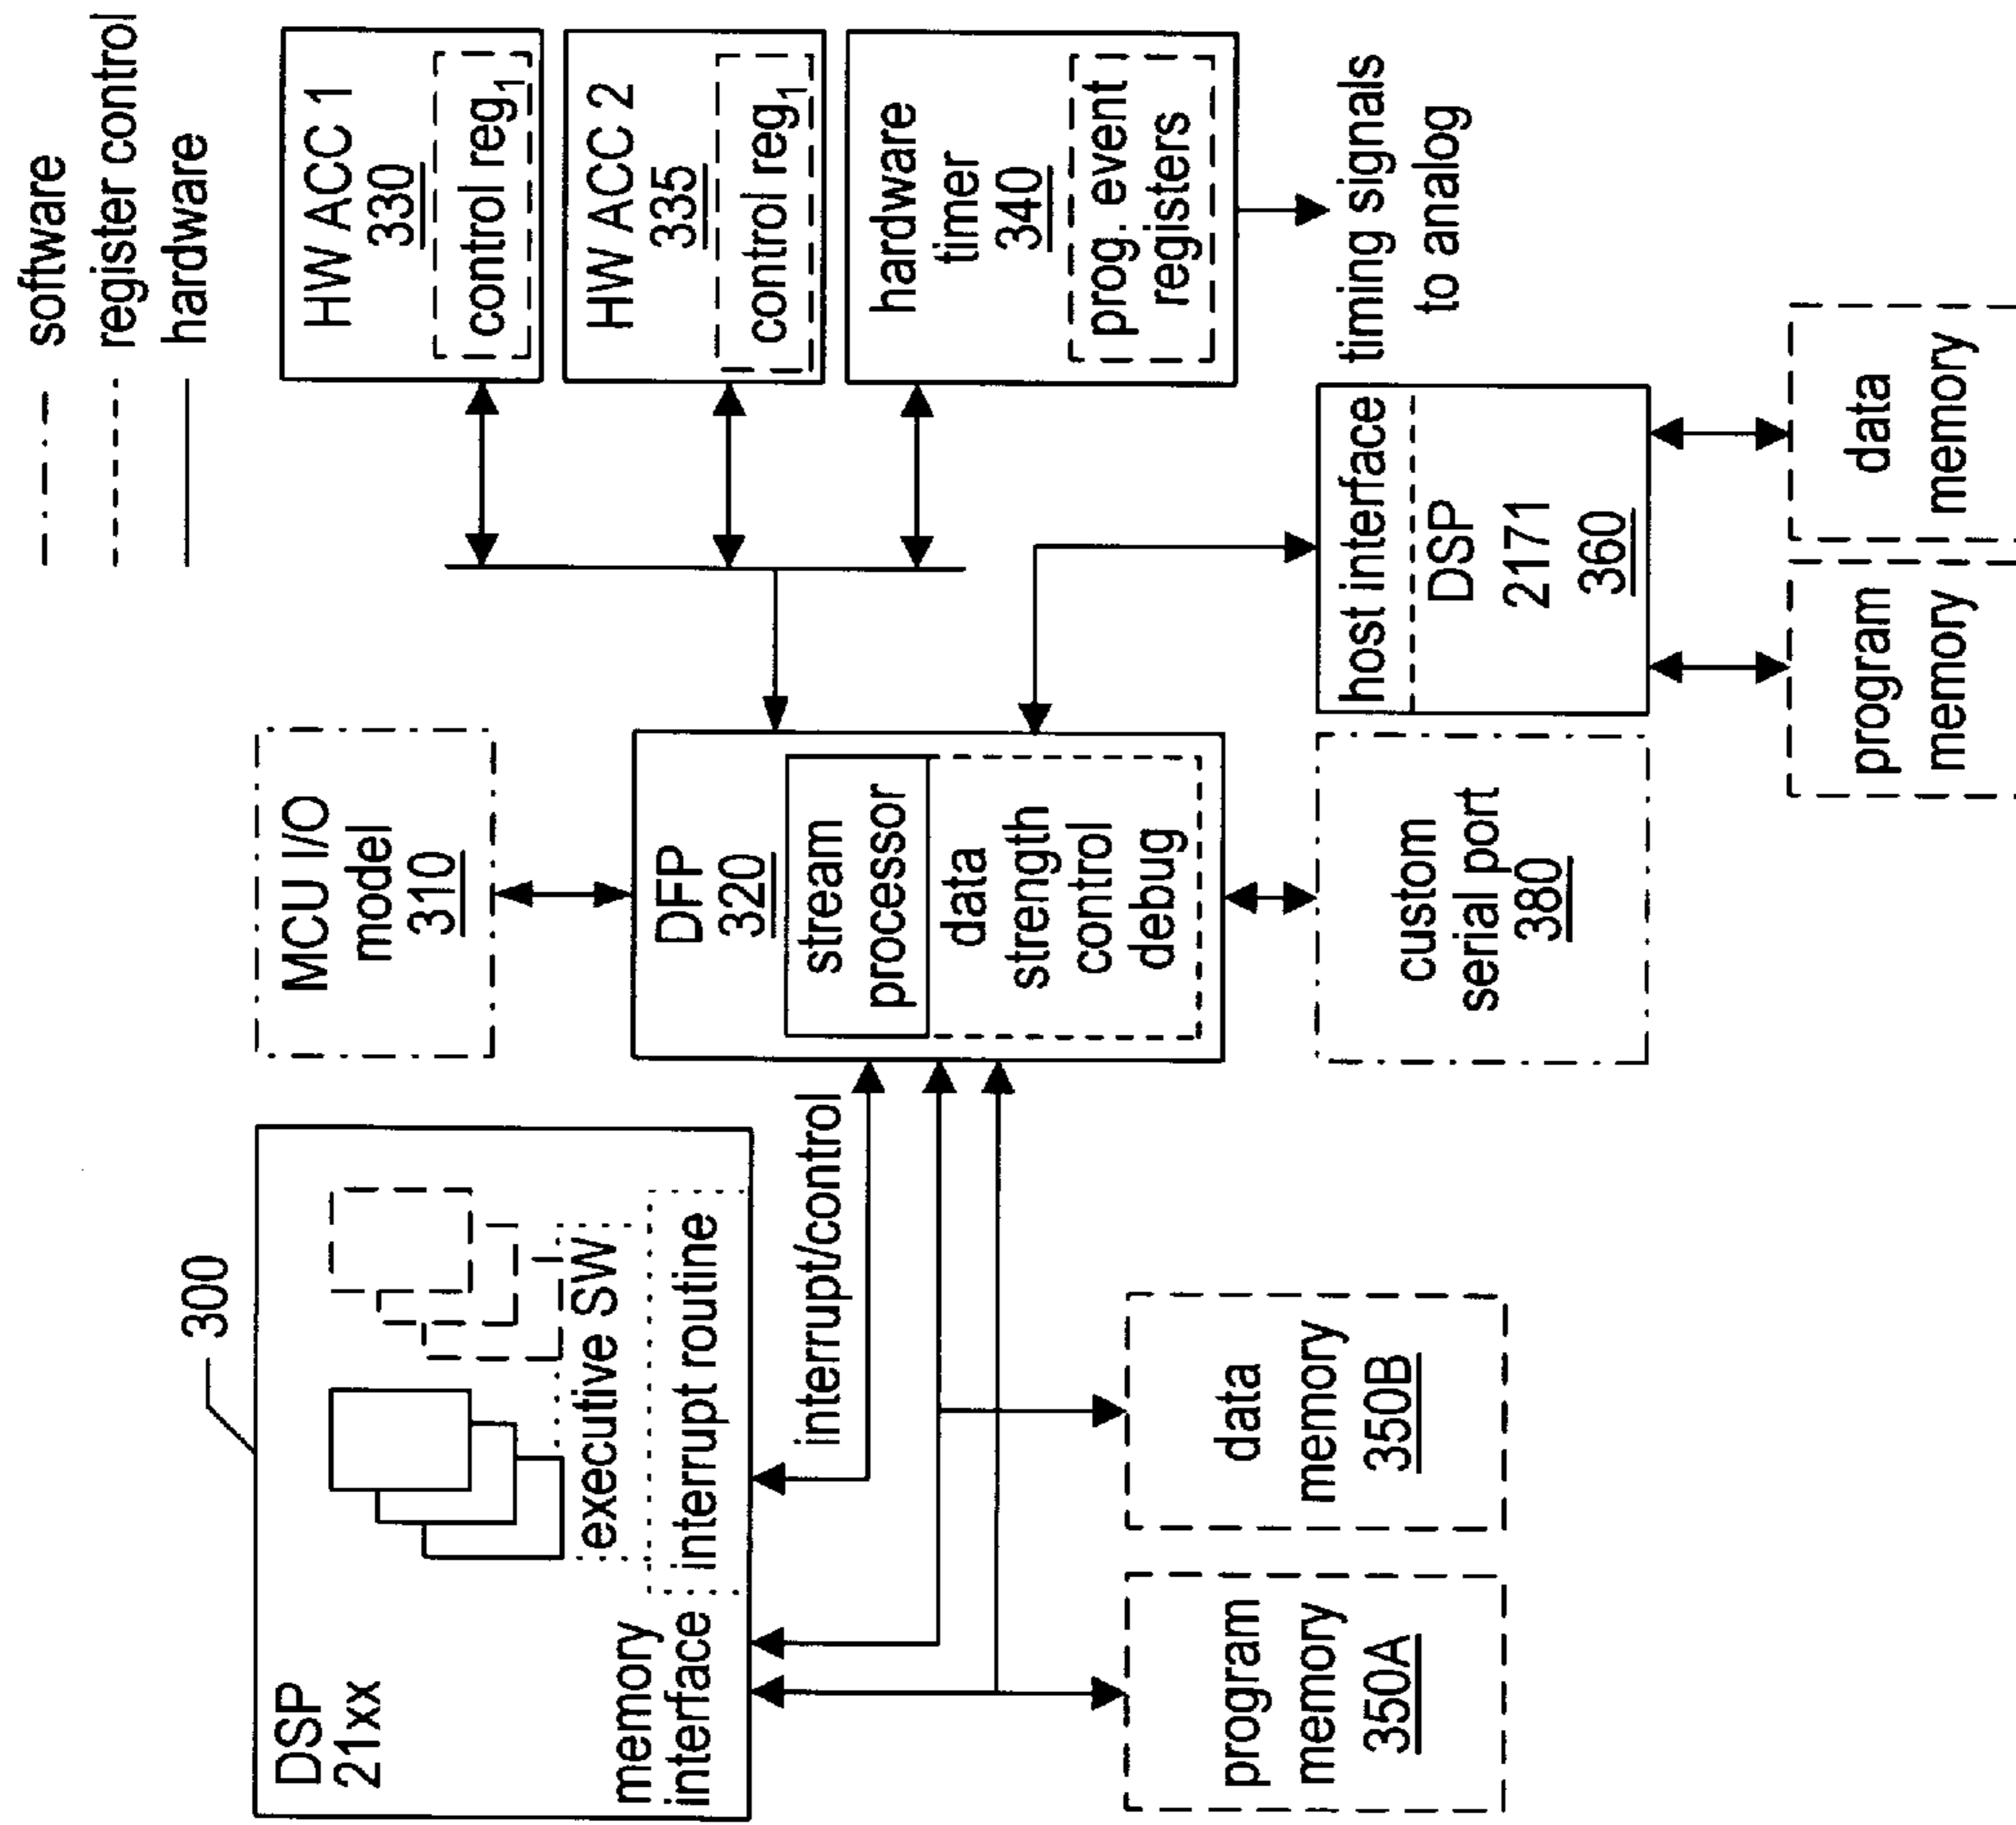 software
register control
hardware
300
DSP
21xx
executive SW
memory
interface
interrupt routine
interrupt/control
program
memory
350A
data
memory
350B
MCU I/O
model
310
DFP
320
stream
processor
data
strength
control
debug
custom
serial port
380
HW ACC 1
330
control reg1
HW ACC 2
335
control reg1
hardware
timer
340
prog. event
registers
timing signals
to analog
host interface
DSP
2171
360
program
memory
data
memory